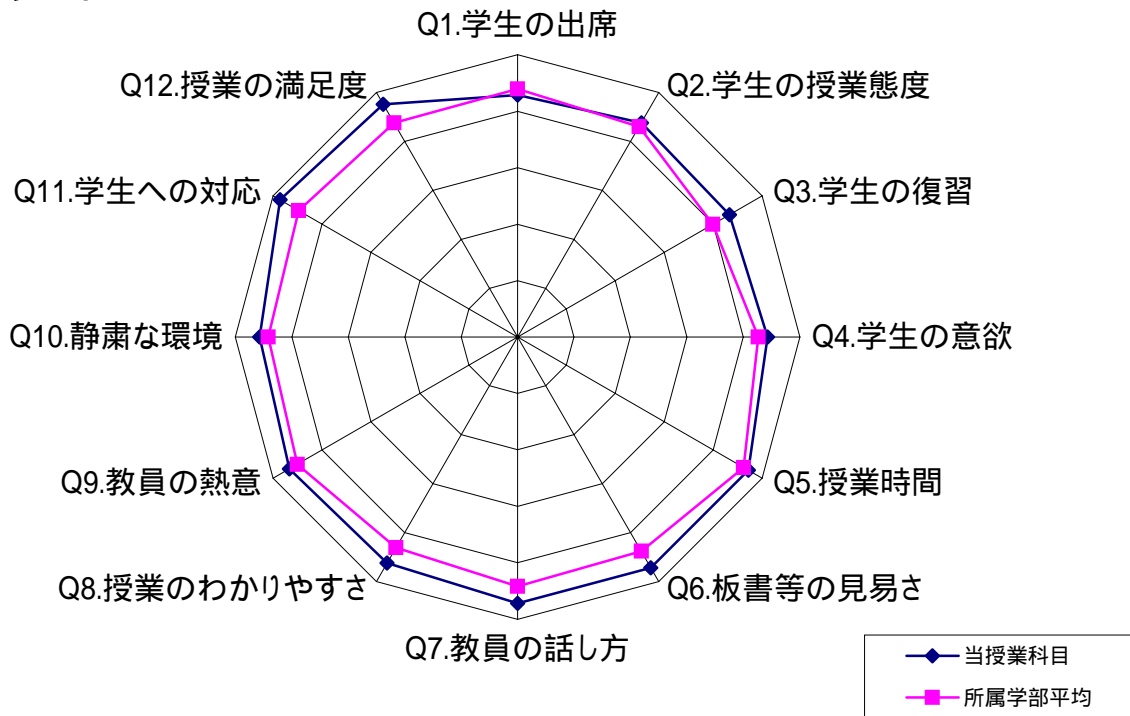 Q1.学生の出席
Q2.学生の授業態度
Q3.学生の復習
Q4.学生の意欲
Q5.授業時間
Q6.板書等の見易さ
Q7.教員の話し方
Q8.授業のわかりやすさ
Q9.教員の熱意
Q10.静粛な環境
Q11.学生への対応
Q12.授業の満足度
当授業科目
所属学部平均